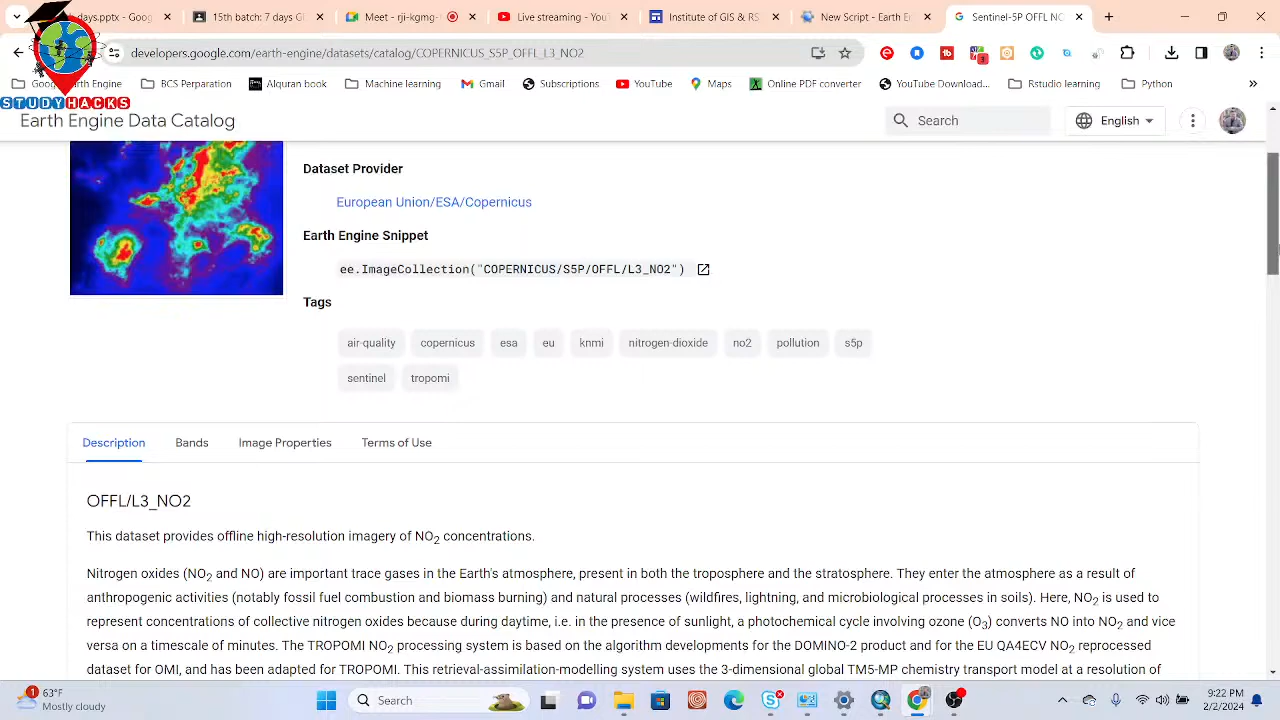 days.pptx - Goog
15th batch 7 days c
Meet - gji-kgmg-
Live streaming - YouT
Institute of GIS & RS
New Script - Earth En
Sentinel-5P OFFL NO
developers.google.com/earth-engine/datasets/catalog/COPERNICUS_S5P_OFFL_L3_NO2
Earth Engine
BCS Perparation
Alquran book
Machine learning
Gmail
Subscriptions
YouTube
Maps
Online PDF converter
YouTube Download...
Rstudio learning
Python
STUDYHACKS
Earth Engine Data Catalog
Search
English
Dataset Provider
European Union/ESA/Copernicus
Earth Engine Snippet
ee.ImageCollection("COPERNICUS/S5P/OFFL/L3_NO2")
Tags
air-quality copernicus esa eu knmi nitrogen-dioxide no2 pollution s5p
sentinel tropomi
Description Bands Image Properties Terms of Use
OFFL/L3_NO2
This dataset provides offline high-resolution imagery of NO2 concentrations.
Nitrogen oxides (NO2 and NO) are important trace gases in the Earth's atmosphere, present in both the troposphere and the stratosphere. They enter the atmosphere as a result of
anthropogenic activities (notably fossil fuel combustion and biomass burning) and natural processes (wildfires, lightning, and microbiological processes in soils). Here, NO2 is used to
represent concentrations of collective nitrogen oxides because during daytime, i.e. in the presence of sunlight, a photochemical cycle involving ozone (O3) converts NO into NO2 and vice
versa on a timescale of minutes. The TROPOMI NO2 processing system is based on the algorithm developments for the DOMINO-2 product and for the EU QA4ECV NO2 reprocessed
dataset for OMI, and has been adapted for TROPOMI. This retrieval-assimilation-modelling system uses the 3-dimensional global TM5-MP chemistry transport model at a resolution of
63°F
Mostly cloudy
Search
9:22 PM
2/2/2024